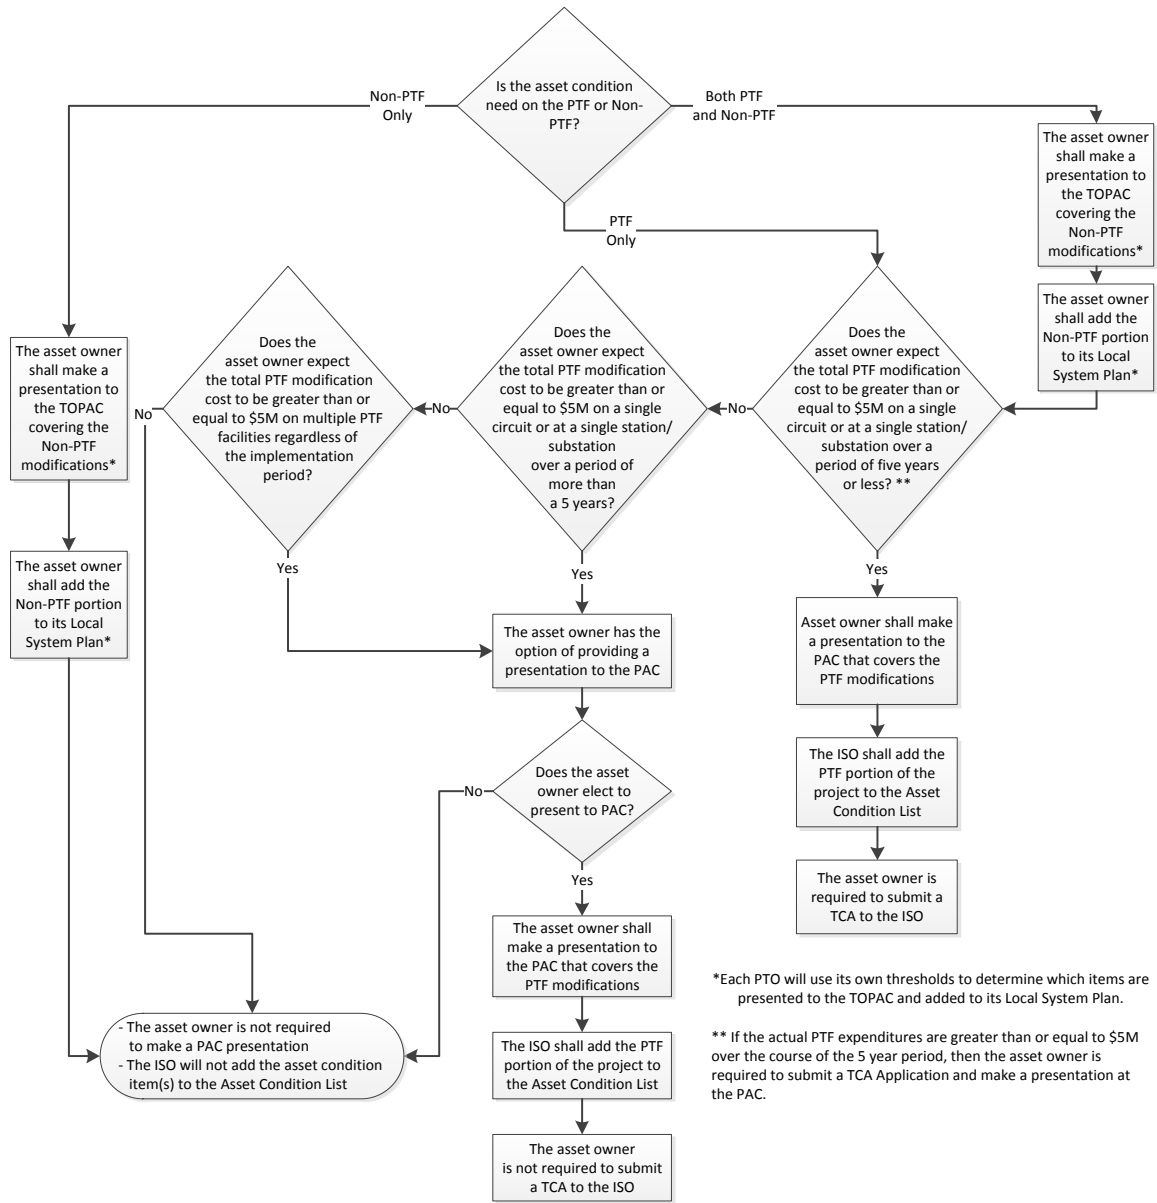 Is the asset condition
need on the PTF or Non-
PTF?
Non-PTF
Only
Both PTF
and Non-PTF
PTF
Only
The asset owner
shall make a
presentation to
the TOPAC
covering the
Non-PTF
modifications*
The asset owner
shall add the
Non-PTF portion
to its Local
System Plan*
Does the
asset owner expect
the total PTF modification
cost to be greater than or
equal to $5M on a single
circuit or at a single station/
substation over a
period of five years
or less? **
No
Does the
asset owner expect
the total PTF modification
cost to be greater than or
equal to $5M on a single
circuit or at a single station/
substation
over a period of
more than
a 5 years?
No
Does the
asset owner expect
the total PTF modification
cost to be greater than or
equal to $5M on multiple PTF
facilities regardless of
the implementation
period?
No
The asset owner
shall make a
presentation to
the TOPAC
covering the
Non-PTF
modifications*
The asset owner
shall add the
Non-PTF portion
to its Local
System Plan*
Yes
Yes
Yes
The asset owner has the
option of providing a
presentation to the PAC
Asset owner shall make
a presentation to the
PAC that covers the
PTF modifications
The ISO shall add the
PTF portion of the
project to the Asset
Condition List
The asset owner is
required to submit a
TCA to the ISO
Does the asset
owner elect to
present to PAC?
No
Yes
The asset owner shall
make a presentation to
the PAC that covers the
PTF modifications
The ISO shall add the PTF
portion of the project to
the Asset Condition List
The asset owner
is not required to submit
a TCA to the ISO
- The asset owner is not required
to make a PAC presentation
- The ISO will not add the asset condition
item(s) to the Asset Condition List
*Each PTO will use its own thresholds to determine which items are
presented to the TOPAC and added to its Local System Plan.
** If the actual PTF expenditures are greater than or equal to $5M
over the course of the 5 year period, then the asset owner is
required to submit a TCA Application and make a presentation at
the PAC.